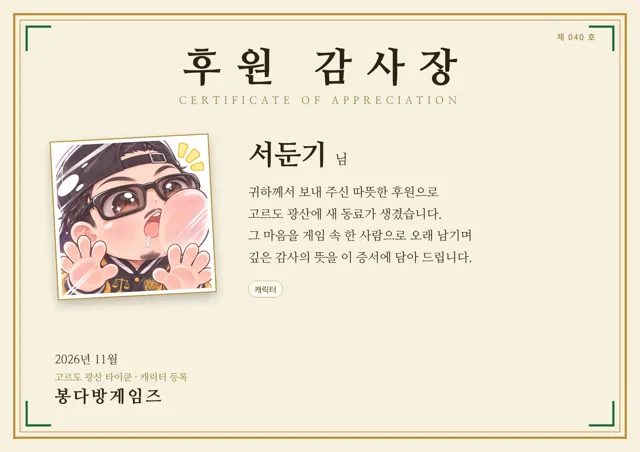 제 040 호
후원 감사장
CERTIFICATE OF APPRECIATION
서둔기 님
귀하께서 보내 주신 따뜻한 후원으로
고르도 광산에 새 동료가 생겼습니다.
그 마음을 게임 속 한 사람으로 오래 남기며
깊은 감사의 뜻을 이 증서에 담아 드립니다.
캐릭터
2026년 11월
고르도 광산 타이쿤 · 캐릭터 등록
봉다방게임즈